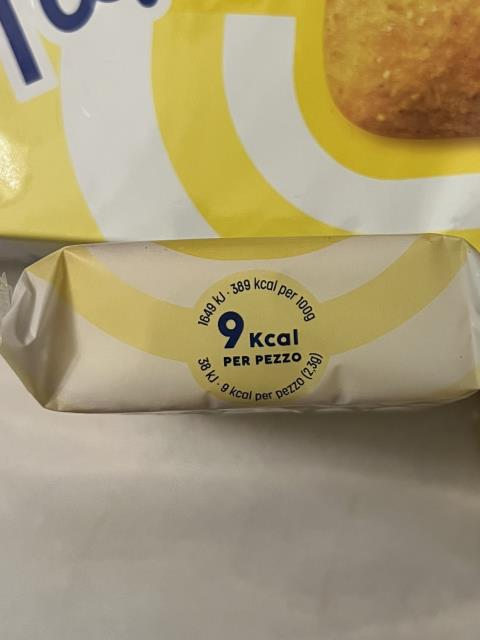 1649 kJ · 389 kcal per 100g
9 Kcal
PER PEZZO
38 kJ · 9 kcal per pezzo (2,3g)